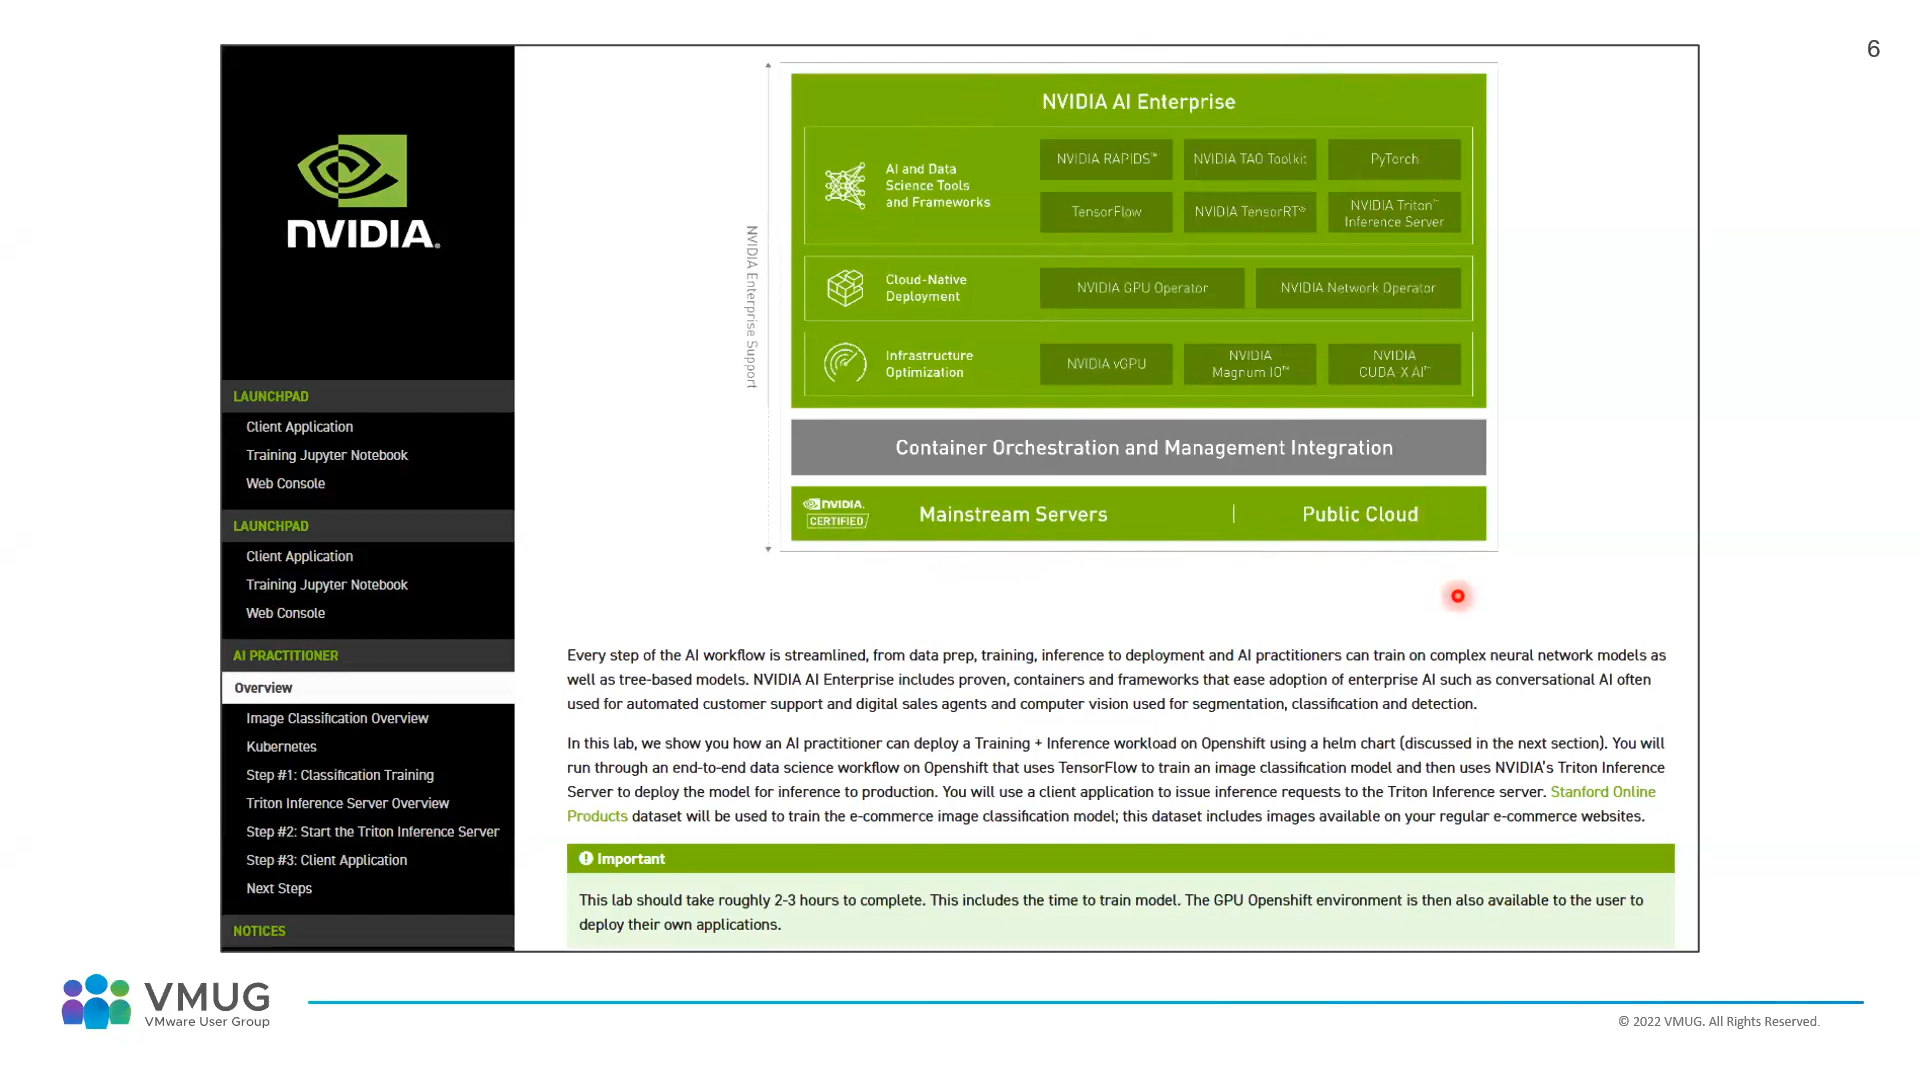 6
NVIDIA.
LAUNCHPAD
Client Application
Training Jupyter Notebook
Web Console
LAUNCHPAD
Client Application
Training Jupyter Notebook
Web Console
AI PRACTITIONER
Overview
Image Classification Overview
Kubernetes
Step #1: Classification Training
Triton Inference Server Overview
Step #2: Start the Triton Inference Server
Step #3: Client Application
Next Steps
NOTICES
NVIDIA Enterprise Support
NVIDIA AI Enterprise
AI and Data
Science Tools
and Frameworks
NVIDIA RAPIDS™
NVIDIA TAO Toolkit
PyTorch
TensorFlow
NVIDIA TensorRT®
NVIDIA Triton™
Inference Server
Cloud-Native
Deployment
NVIDIA GPU Operator
NVIDIA Network Operator
Infrastructure
Optimization
NVIDIA vGPU
NVIDIA
Magnum IO™
NVIDIA
CUDA-X AI™
Container Orchestration and Management Integration
NVIDIA.
CERTIFIED
Mainstream Servers | Public Cloud
Every step of the AI workflow is streamlined, from data prep, training, inference to deployment and AI practitioners can train on complex neural network models as
well as tree-based models. NVIDIA AI Enterprise includes proven, containers and frameworks that ease adoption of enterprise AI such as conversational AI often
used for automated customer support and digital sales agents and computer vision used for segmentation, classification and detection.
In this lab, we show you how an AI practitioner can deploy a Training + Inference workload on Openshift using a helm chart (discussed in the next section). You will
run through an end-to-end data science workflow on Openshift that uses TensorFlow to train an image classification model and then uses NVIDIA's Triton Inference
Server to deploy the model for inference to production. You will use a client application to issue inference requests to the Triton Inference server. Stanford Online
Products dataset will be used to train the e-commerce image classification model; this dataset includes images available on your regular e-commerce websites.
Important
This lab should take roughly 2-3 hours to complete. This includes the time to train model. The GPU Openshift environment is then also available to the user to
deploy their own applications.
VMUG
VMware User Group
© 2022 VMUG. All Rights Reserved.